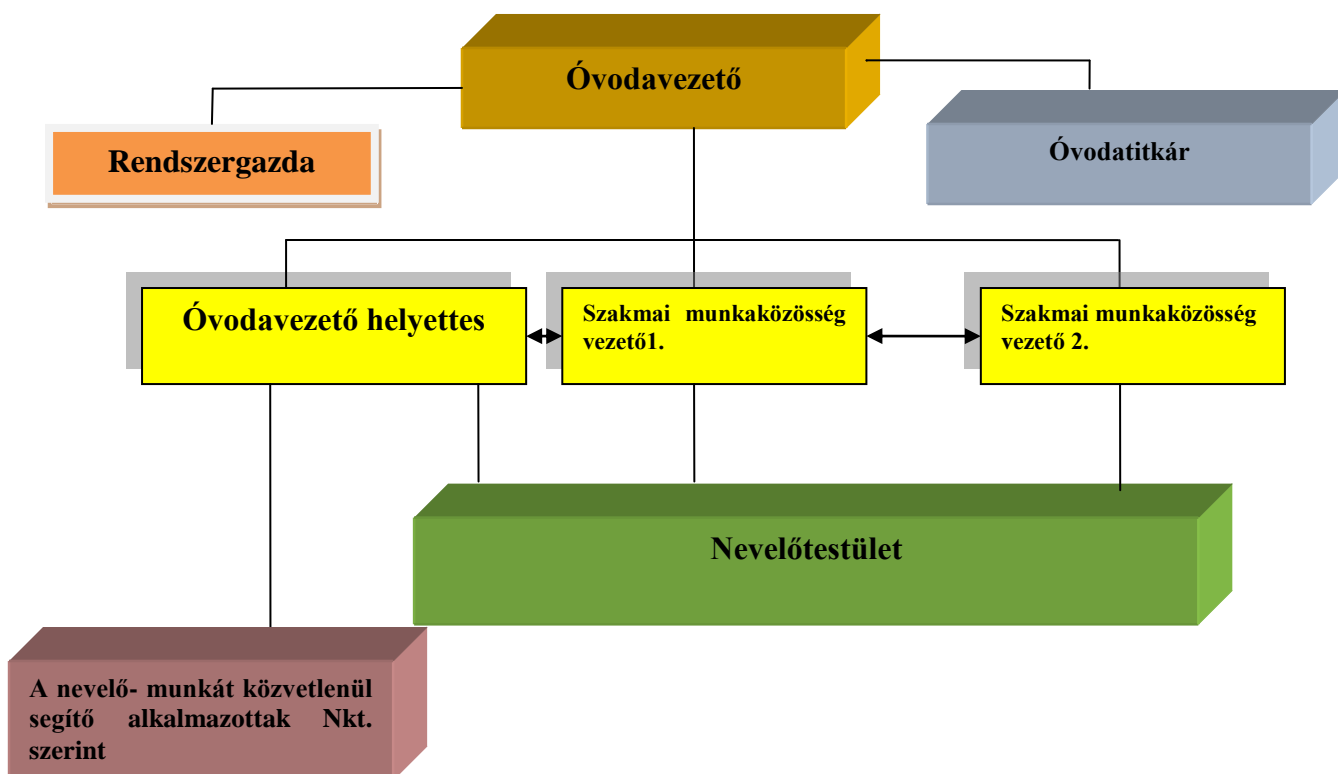 Óvodavezető
Rendszergazda
Óvodatitkár
Óvodavezető helyettes
Szakmai munkaközösség
vezető1.
Szakmai munkaközösség
vezető 2.
Nevelőtestület
A nevelő- munkát közvetlenül
segítő alkalmazottak Nkt.
szerint